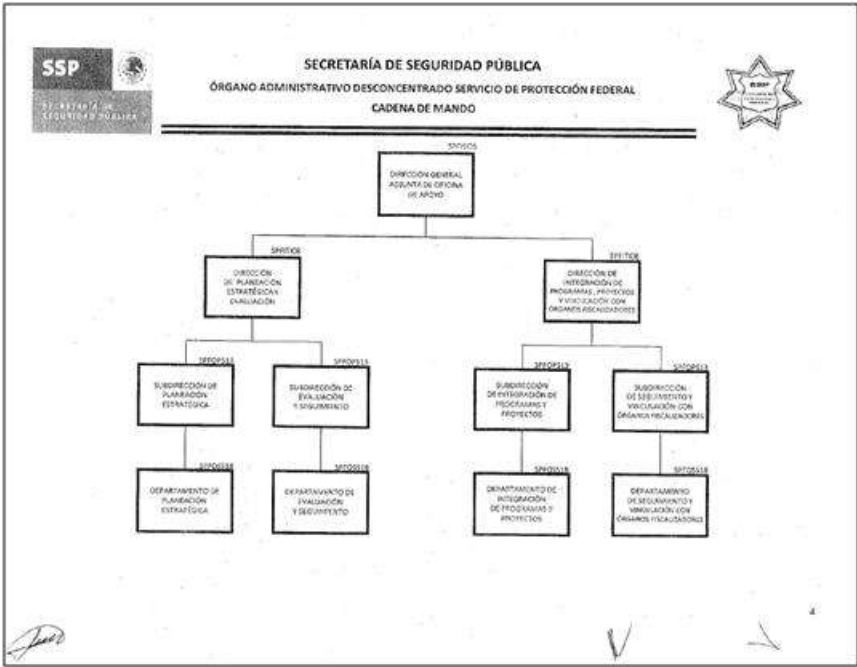 SSP
SECRETARÍA DE
SEGURIDAD PÚBLICA
SECRETARÍA DE SEGURIDAD PÚBLICA
ÓRGANO ADMINISTRATIVO DESCONCENTRADO SERVICIO DE PROTECCIÓN FEDERAL
CADENA DE MANDO
DIRECCIÓN GENERAL
ADJUNTA DE OFICINA
DE APOYO
DIRECCIÓN
DE PLANEACIÓN
ESTRATÉGICA Y
EVALUACIÓN
DIRECCIÓN DE
INTEGRACIÓN DE
PROGRAMAS, PROYECTOS
Y VINCULACIÓN CON
ÓRGANOS FISCALIZADORES
SUBDIRECCIÓN DE
PLANEACIÓN
ESTRATÉGICA
SUBDIRECCIÓN DE
EVALUACIÓN
Y SEGUIMIENTO
SUBDIRECCIÓN
DE INTEGRACIÓN DE
PROGRAMAS Y
PROYECTOS
SUBDIRECCIÓN
DE SEGUIMIENTO Y
VINCULACIÓN CON
ÓRGANOS FISCALIZADORES
DEPARTAMENTO DE
PLANEACIÓN
ESTRATÉGICA
DEPARTAMENTO DE
EVALUACIÓN
Y SEGUIMIENTO
DEPARTAMENTO DE
INTEGRACIÓN
DE PROGRAMAS Y
PROYECTOS
DEPARTAMENTO
DE SEGUIMIENTO Y
VINCULACIÓN CON
ÓRGANOS FISCALIZADORES
4